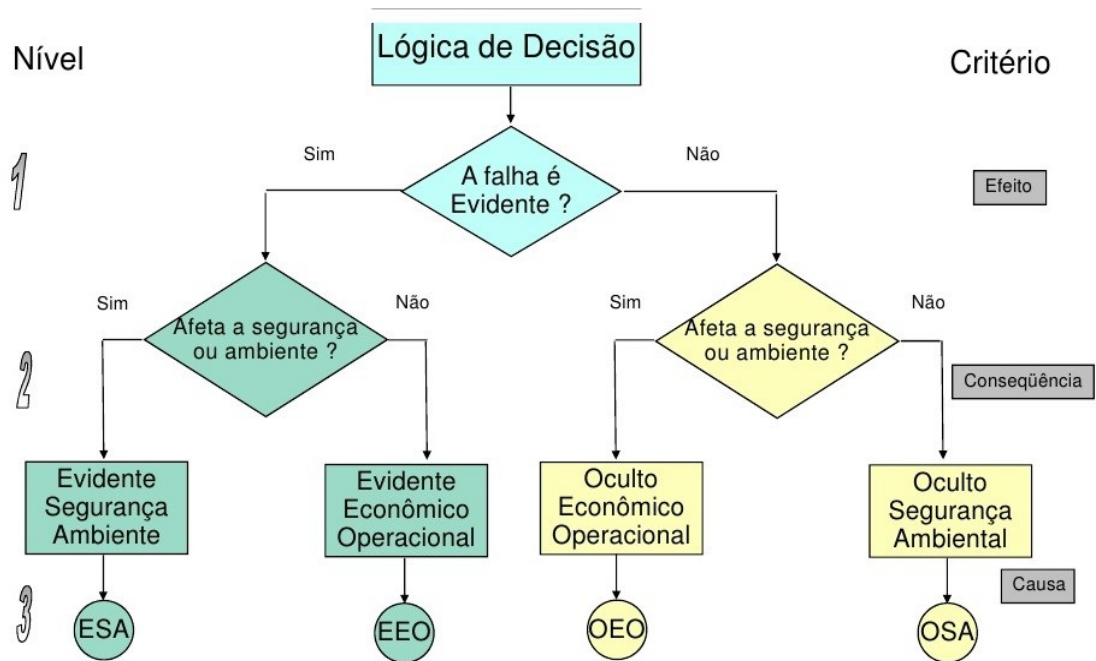 Lógica de Decisão
Nível
Critério
1
Sim
Não
A falha é
Evidente ?
Efeito
Sim
Não
Sim
Não
Afeta a segurança
ou ambiente ?
Afeta a segurança
ou ambiente ?
2
Conseqüência
Evidente
Segurança
Ambiente
Evidente
Econômico
Operacional
Oculto
Econômico
Operacional
Oculto
Segurança
Ambiental
3
Causa
ESA
EEO
OEO
OSA